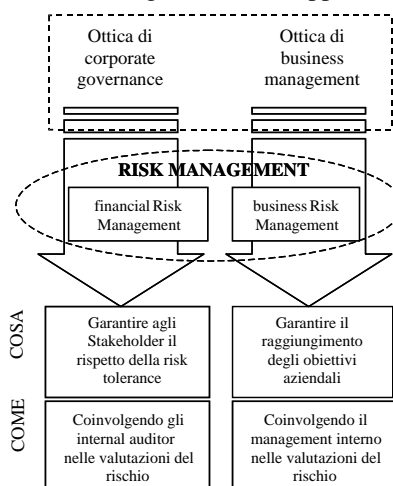 Ottica di
corporate
governance
Ottica di
business
management
RISK MANAGEMENT
financial Risk
Management
business Risk
Management
COSA
Garantire agli
Stakeholder il
rispetto della risk
tolerance
Garantire il
raggiungimento
degli obiettivi
aziendali
COME
Coinvolgendo gli
internal auditor
nelle valutazioni del
rischio
Coinvolgendo il
management interno
nelle valutazioni del
rischio